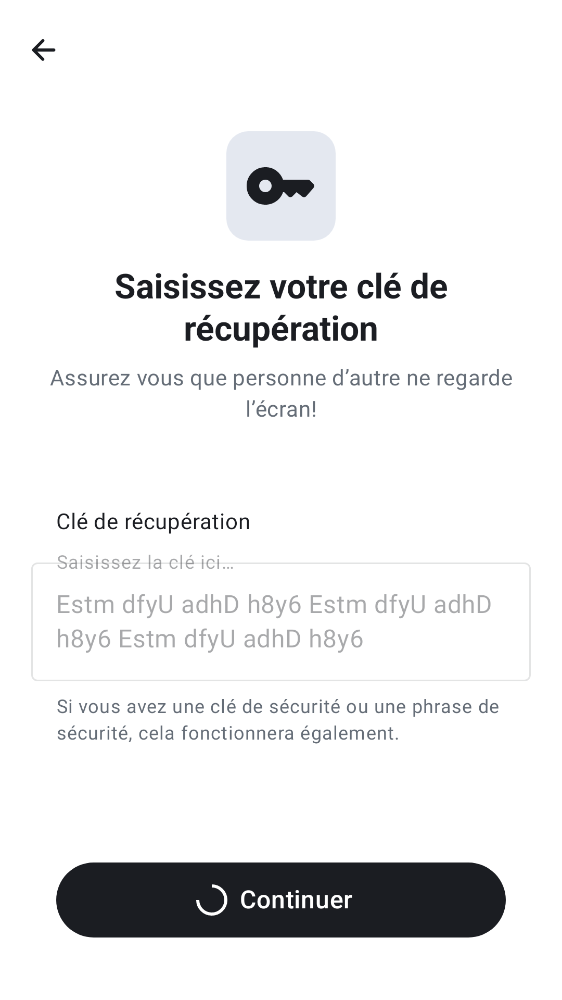 Saisissez votre clé de
récupération
Assurez vous que personne d’autre ne regarde
l’écran!
Clé de récupération
Saisissez la clé ici…
Estm dfyU adhD h8y6 Estm dfyU adhD
h8y6 Estm dfyU adhD h8y6
Si vous avez une clé de sécurité ou une phrase de
sécurité, cela fonctionnera également.
Continuer